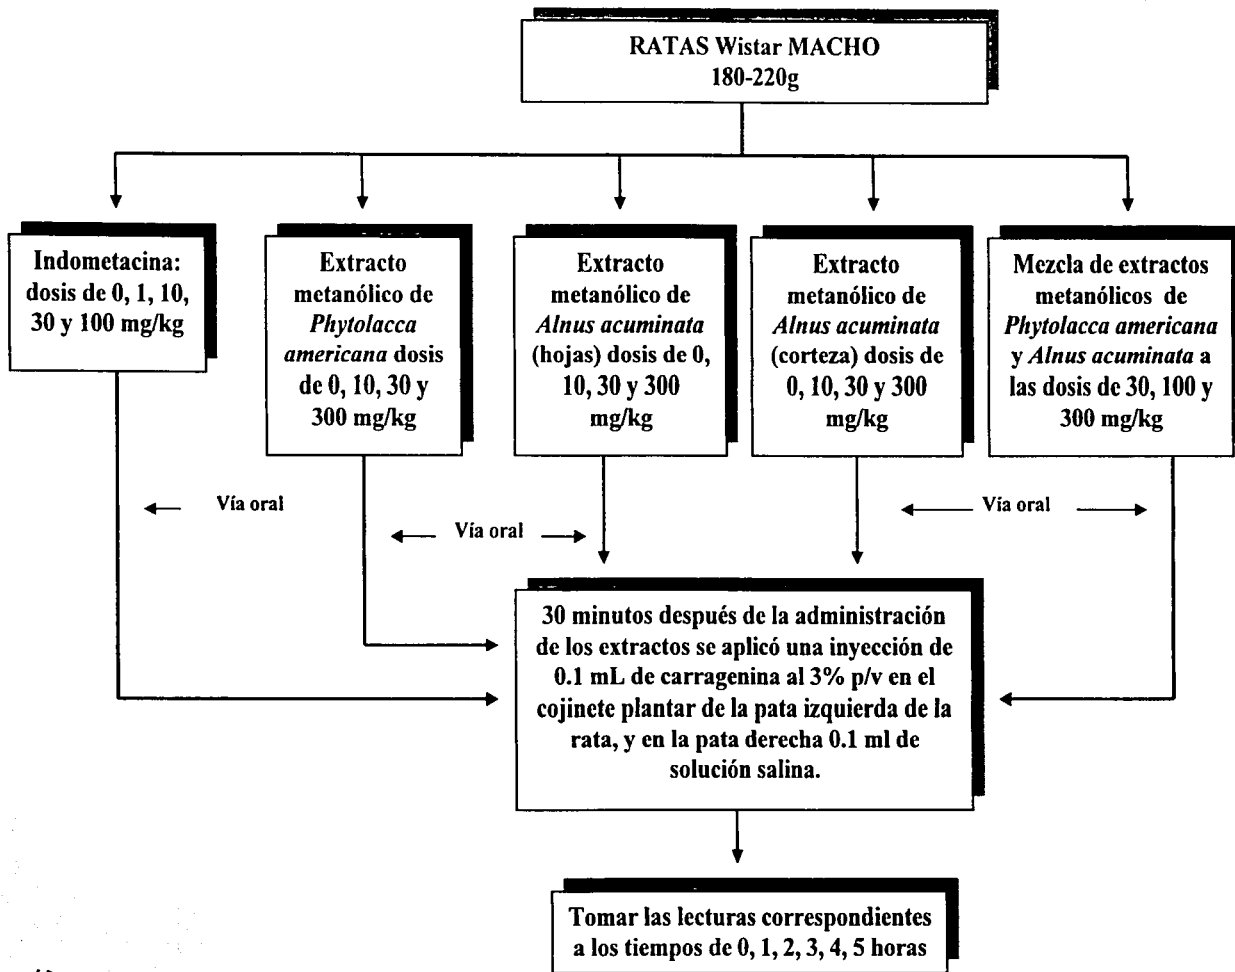 RATAS Wistar MACHO
180-220g
Indometacina:
dosis de 0, 1, 10,
30 y 100 mg/kg
Extracto
metanólico de
Phytolacca
americana dosis
de 0, 10, 30 y
300 mg/kg
Extracto
metanólico de
Alnus acuminata
(hojas) dosis de 0,
10, 30 y 300
mg/kg
Extracto
metanólico de
Alnus acuminata
(corteza) dosis de
0, 10, 30 y 300
mg/kg
Mezcla de extractos
metanólicos de
Phytolacca americana
y Alnus acuminata a
las dosis de 30, 100 y
300 mg/kg
Vía oral
Vía oral
Vía oral
30 minutos después de la administración
de los extractos se aplicó una inyección de
0.1 mL de carragenina al 3% p/v en el
cojinete plantar de la pata izquierda de la
rata, y en la pata derecha 0.1 ml de
solución salina.
Tomar las lecturas correspondientes
a los tiempos de 0, 1, 2, 3, 4, 5 horas